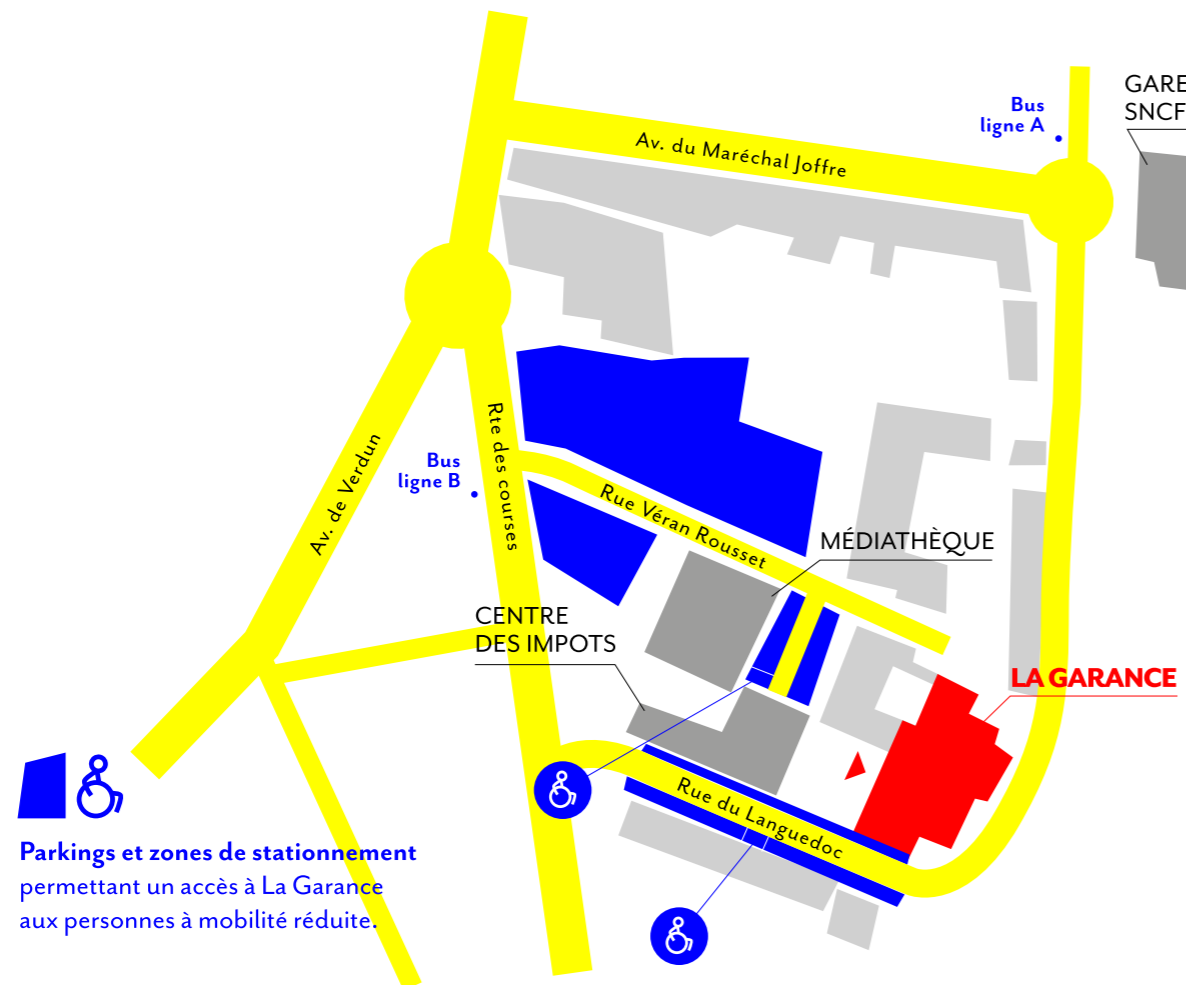 GARE
SNCF
Bus
ligne A
Av. du Maréchal Joffre
Rte des courses
Av. de Verdun
Bus
ligne B
Rue Véran Rousset
MÉDIATHÈQUE
CENTRE
DES IMPOTS
LA GARANCE
Rue du Languedoc
Parkings et zones de stationnement
permettant un accès à La Garance
aux personnes à mobilité réduite.